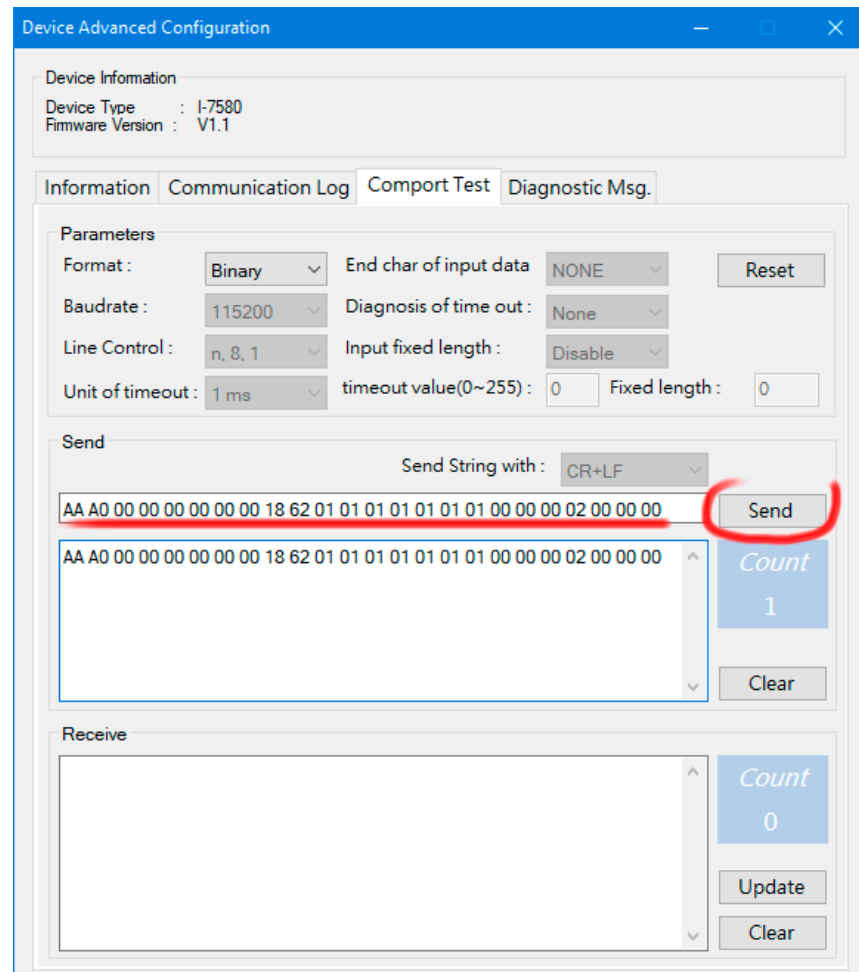 Device Advanced Configuration
Device Information
Device Type : I-7580
Firmware Version : V1.1
Information Communication Log Comport Test Diagnostic Msg.
Parameters
Format : Binary End char of input data NONE Reset
Baudrate : 115200 Diagnosis of time out : None
Line Control : n, 8, 1 Input fixed length : Disable
Unit of timeout : 1 ms timeout value(0~255) : 0 Fixed length : 0
Send
Send String with : CR+LF
AA A0 00 00 00 00 00 00 18 62 01 01 01 01 01 01 01 00 00 00 02 00 00 00 Send
AA A0 00 00 00 00 00 00 18 62 01 01 01 01 01 01 01 00 00 00 02 00 00 00
Count
1
Clear
Receive
Count
0
Update
Clear